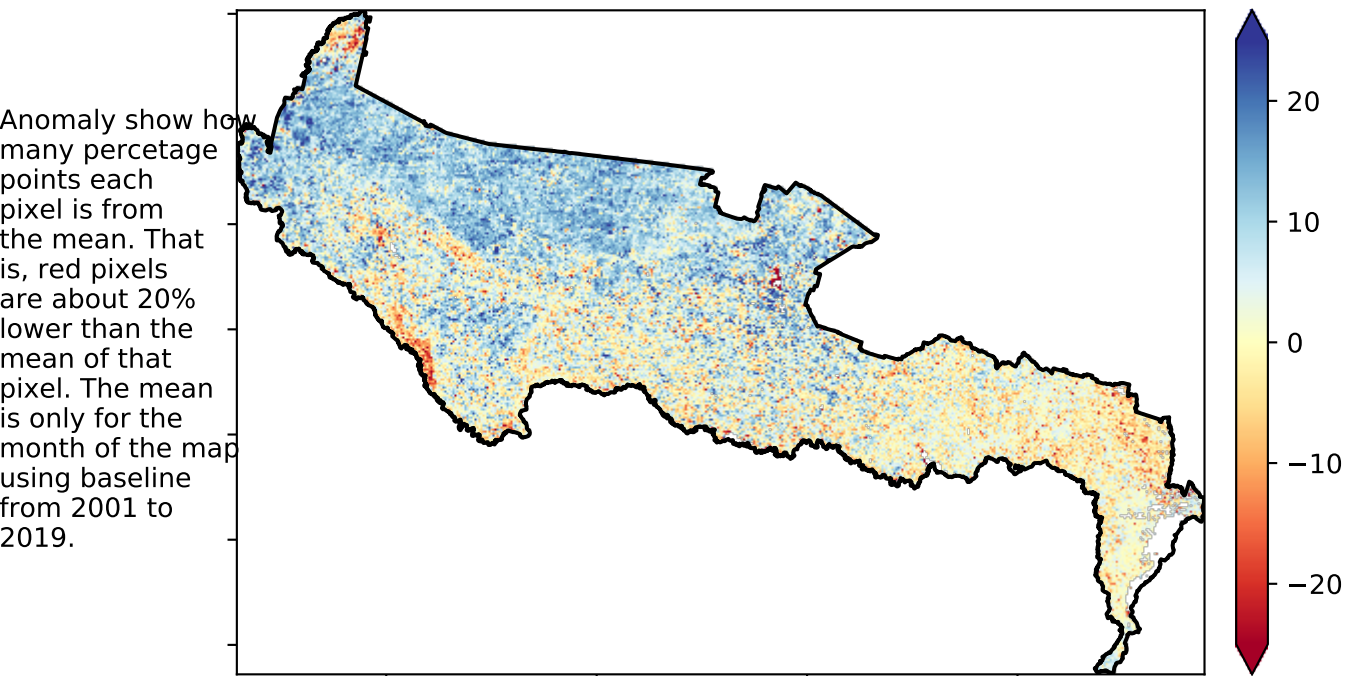 Anomaly show how
many percetage
points each
pixel is from
the mean. That
is, red pixels
are about 20%
lower than the
mean of that
pixel. The mean
is only for the
month of the map
using baseline
from 2001 to
2019.
20
10
0
−10
−20